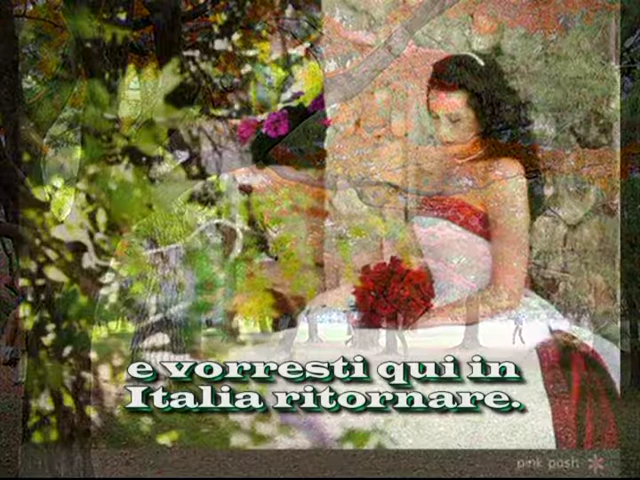 e vorresti qui in
Italia ritornare.
pink posh